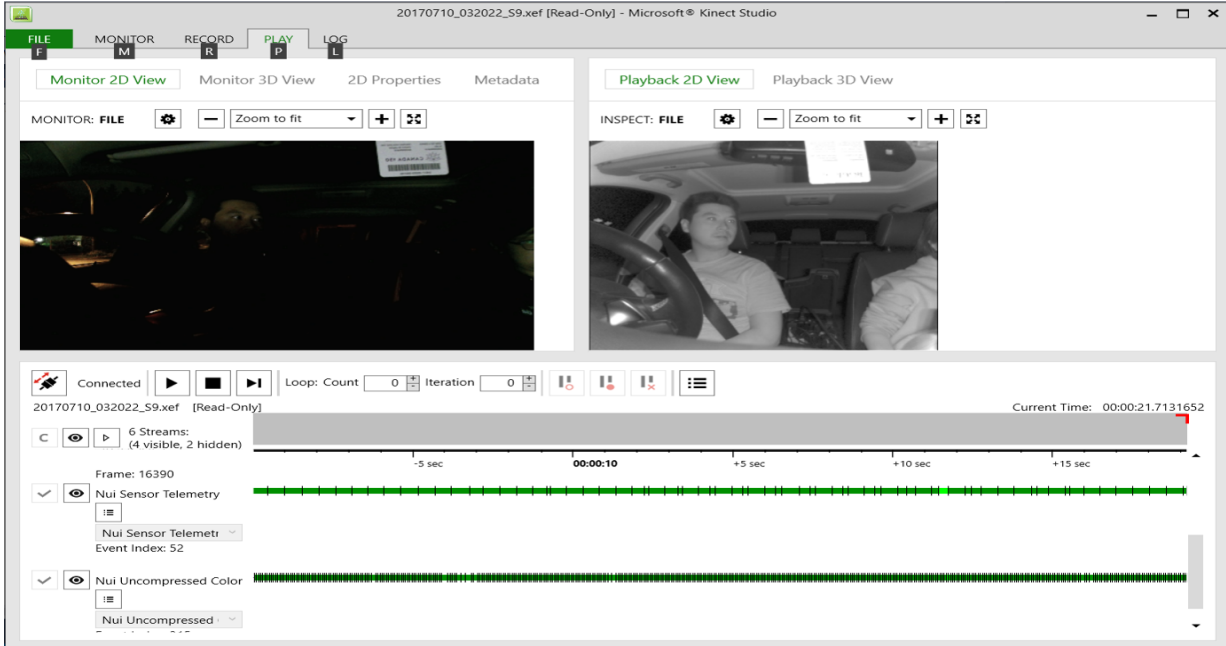 20170710_032022_S9.xef [Read-Only] - Microsoft® Kinect Studio
FILE MONITOR RECORD PLAY LOG
F M R P L
Monitor 2D View Monitor 3D View 2D Properties Metadata
Playback 2D View Playback 3D View
MONITOR: FILE Zoom to fit
INSPECT: FILE Zoom to fit
Connected Loop: Count 0 Iteration 0
20170710_032022_S9.xef [Read-Only] Current Time: 00:00:21.7131652
C 6 Streams:
(4 visible, 2 hidden)
-5 sec 00:00:10 +5 sec +10 sec +15 sec
Frame: 16390
Nui Sensor Telemetry
Nui Sensor Telemetr
Event Index: 52
Nui Uncompressed Color
Nui Uncompressed